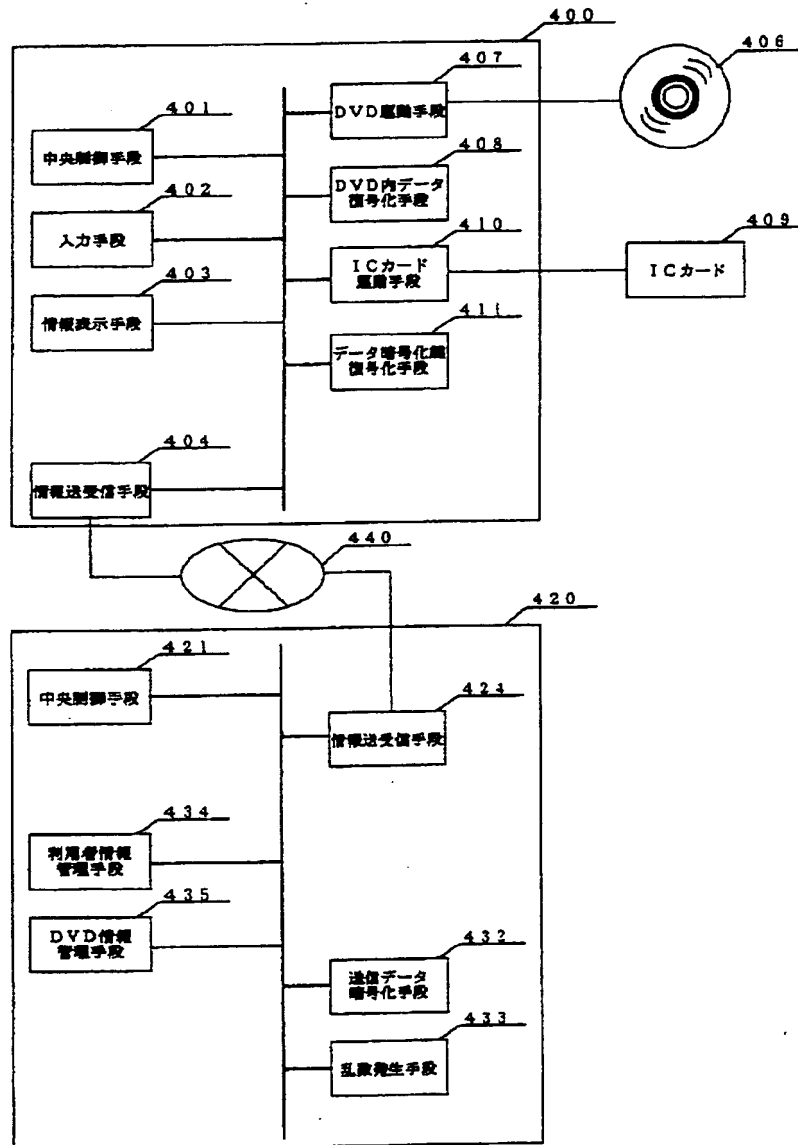 400
407
406
DVD駆動手段
401
中央制御手段
408
DVD内データ
復号化手段
402
入力手段
410
ICカード
駆動手段
409
ICカード
403
情報表示手段
411
データ暗号化鍵
復号化手段
404
情報送受信手段
440
420
421
中央制御手段
424
情報送受信手段
434
利用者情報
管理手段
435
DVD情報
管理手段
432
送信データ
暗号化手段
433
乱数発生手段